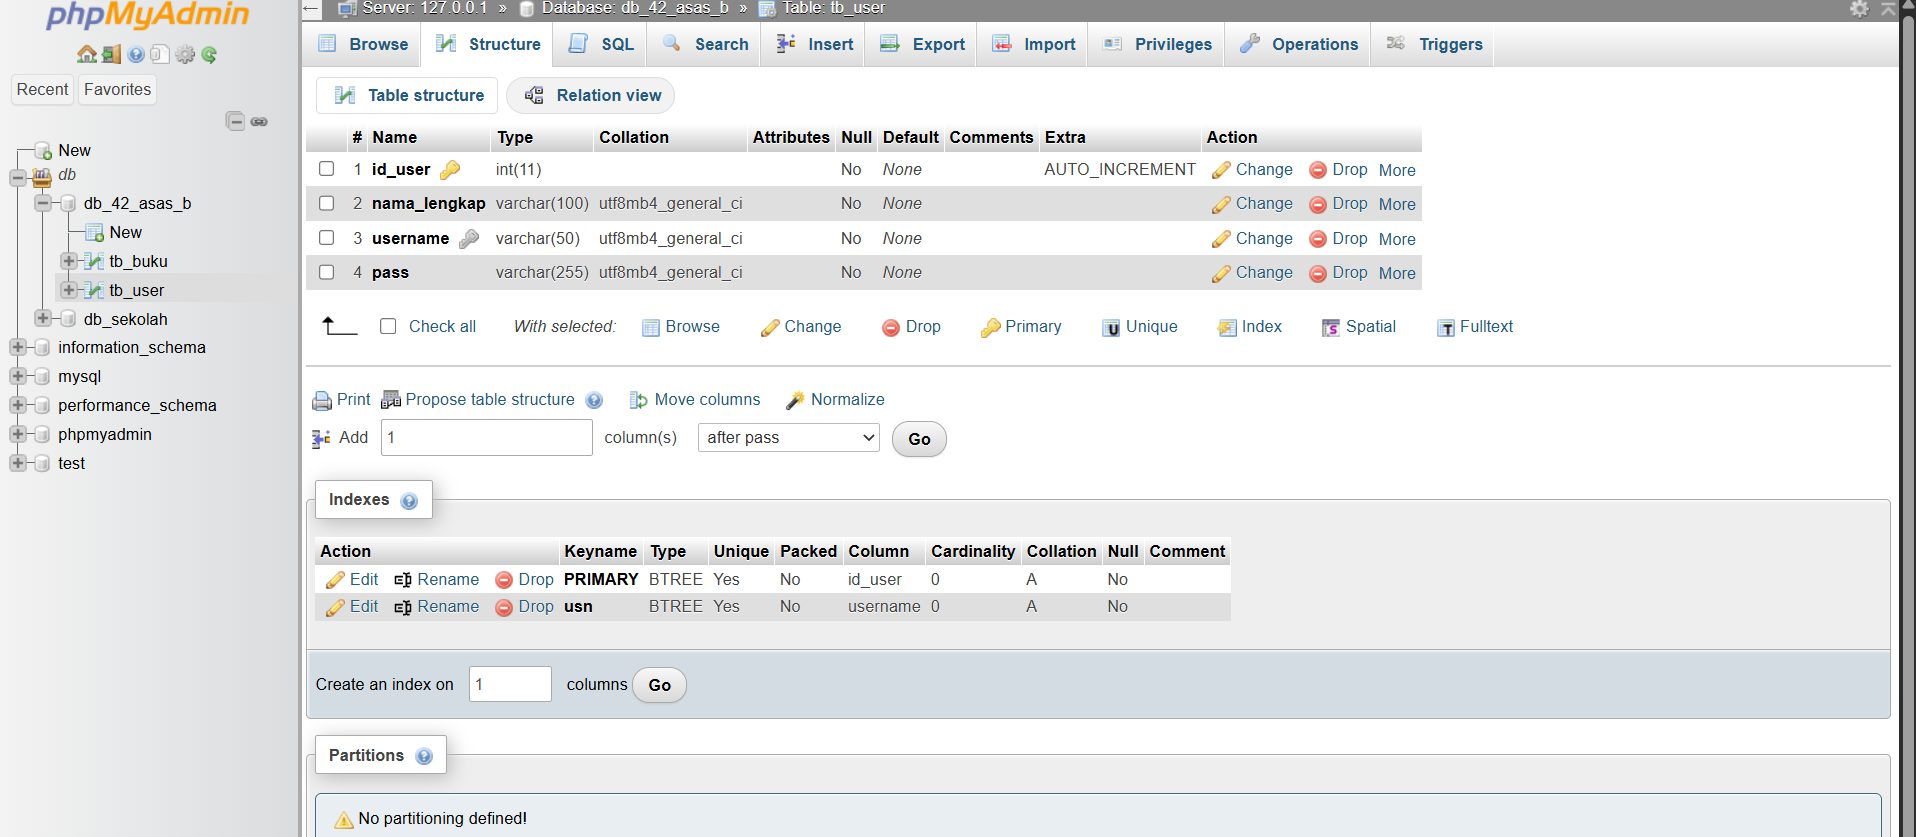 phpMyAdmin
Recent Favorites
New
db
db_42_asas_b
New
tb_buku
tb_user
db_sekolah
information_schema
mysql
performance_schema
phpmyadmin
test
Server: 127.0.0.1 » Database: db_42_asas_b » Table: tb_user
Browse Structure SQL Search Insert Export Import Privileges Operations Triggers
Table structure Relation view
# Name Type Collation Attributes Null Default Comments Extra Action
1 id_user int(11) No None AUTO_INCREMENT Change Drop More
2 nama_lengkap varchar(100) utf8mb4_general_ci No None Change Drop More
3 username varchar(50) utf8mb4_general_ci No None Change Drop More
4 pass varchar(255) utf8mb4_general_ci No None Change Drop More
Check all With selected: Browse Change Drop Primary Unique Index Spatial Fulltext
Print Propose table structure Move columns Normalize
Add 1 column(s) after pass Go
Indexes
Action Keyname Type Unique Packed Column Cardinality Collation Null Comment
Edit Rename Drop PRIMARY BTREE Yes No id_user 0 A No
Edit Rename Drop usn BTREE Yes No username 0 A No
Create an index on 1 columns Go
Partitions
No partitioning defined!